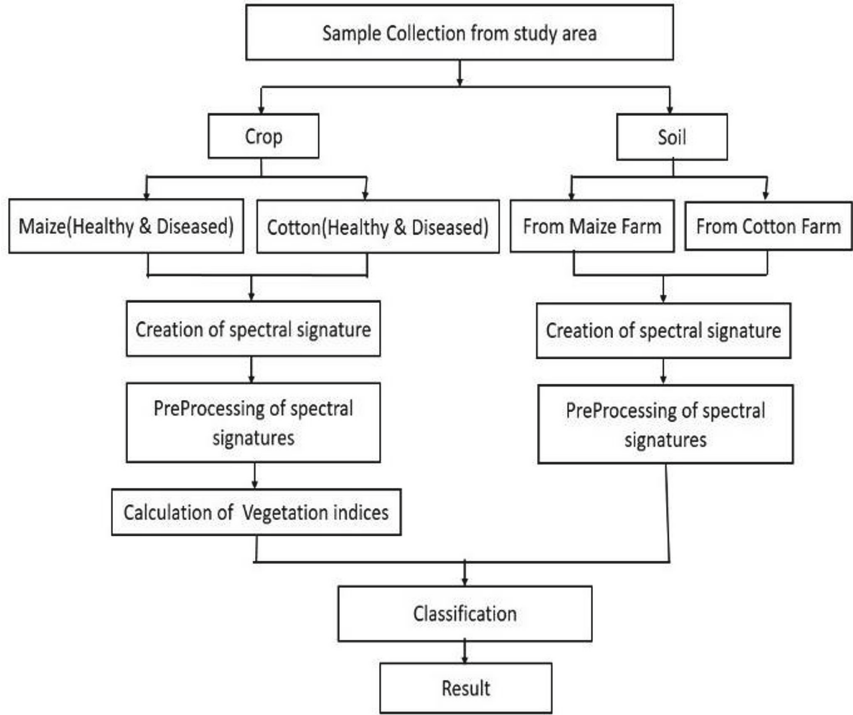 Sample Collection from study area
Crop
Soil
Maize(Healthy & Diseased)
Cotton(Healthy & Diseased)
From Maize Farm
From Cotton Farm
Creation of spectral signature
Creation of spectral signature
PreProcessing of spectral
signatures
PreProcessing of spectral
signatures
Calculation of Vegetation indices
Classification
Result